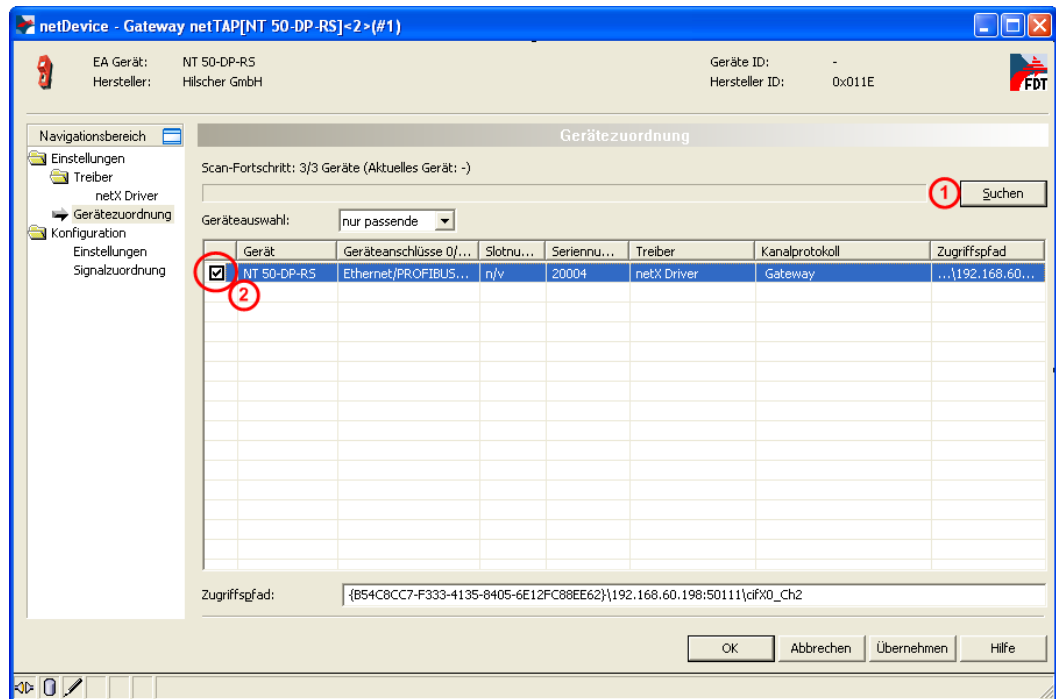 netDevice - Gateway netTAP[NT 50-DP-RS]<2>(#1)
EA Gerät: NT 50-DP-RS Geräte ID: -
Hersteller: Hilscher GmbH Hersteller ID: 0x011E
FDT
Navigationsbereich
Einstellungen
Treiber
netX Driver
Gerätezuordnung
Konfiguration
Einstellungen
Signalzuordnung
Gerätezuordnung
Scan-Fortschritt: 3/3 Geräte (Aktuelles Gerät: -)
1 Suchen
Geräteauswahl: nur passende
Gerät Geräteanschlüsse 0/... Slotnu... Seriennu... Treiber Kanalprotokoll Zugriffspfad
NT 50-DP-RS Ethernet/PROFIBUS... n/v 20004 netX Driver Gateway ...\192.168.60...
2
Zugriffspfad: {B54C8CC7-F333-4135-8405-6E12FC88EE62}\192.168.60.198:50111\cifX0_Ch2
OK Abbrechen Übernehmen Hilfe